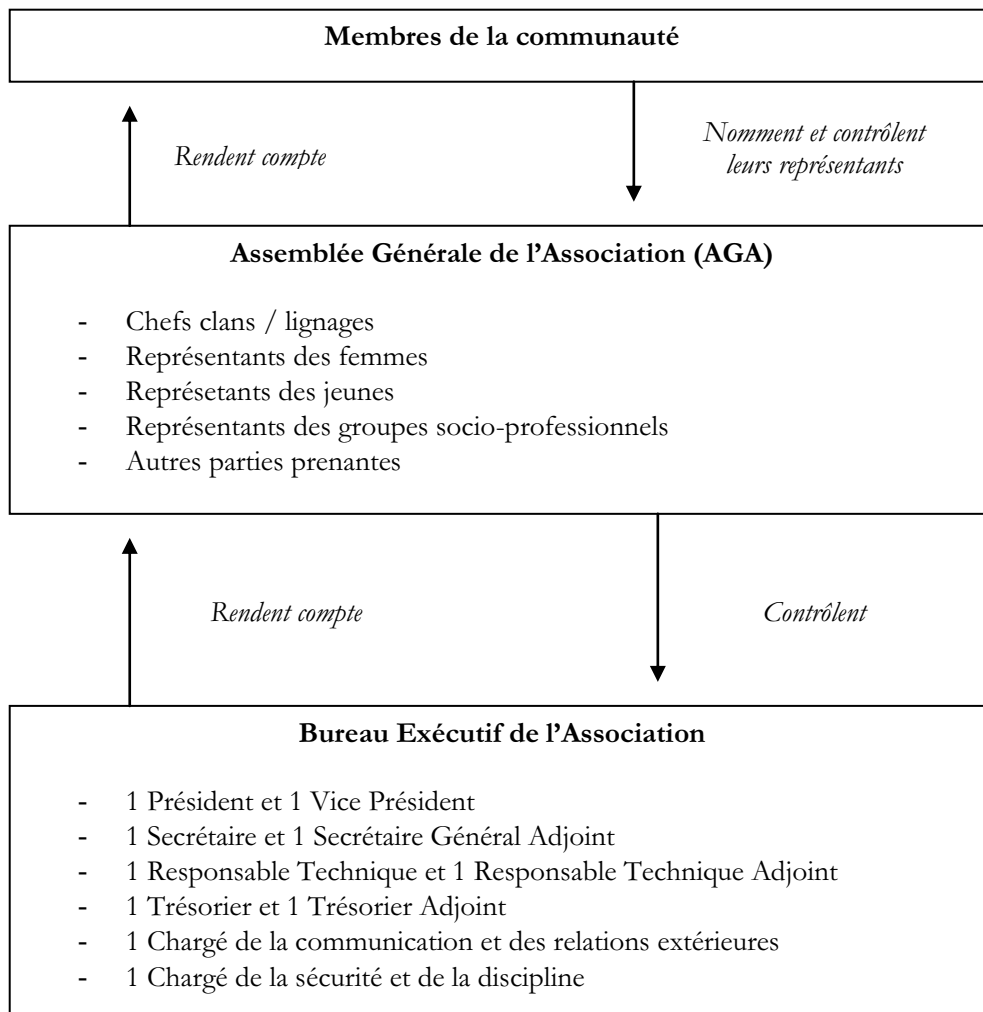 Membres de la communauté
Rendent compte
Nomment et contrôlent
leurs représentants
Assemblée Générale de l’Association (AGA)
- Chefs clans / lignages
- Représentants des femmes
- Représetants des jeunes
- Représentants des groupes socio-professionnels
- Autres parties prenantes
Rendent compte
Contrôlent
Bureau Exécutif de l’Association
- 1 Président et 1 Vice Président
- 1 Secrétaire et 1 Secrétaire Général Adjoint
- 1 Responsable Technique et 1 Responsable Technique Adjoint
- 1 Trésorier et 1 Trésorier Adjoint
- 1 Chargé de la communication et des relations extérieures
- 1 Chargé de la sécurité et de la discipline